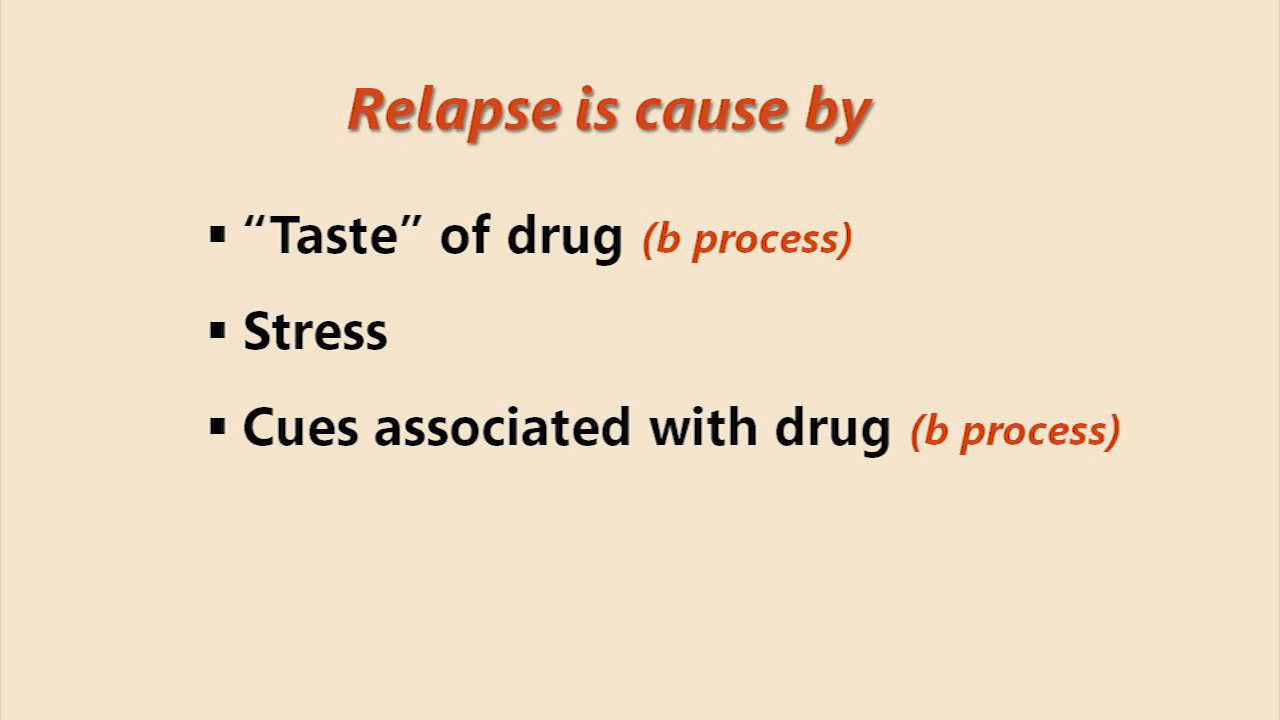 Relapse is cause by
▪ “Taste” of drug (b process)
▪ Stress
▪ Cues associated with drug (b process)